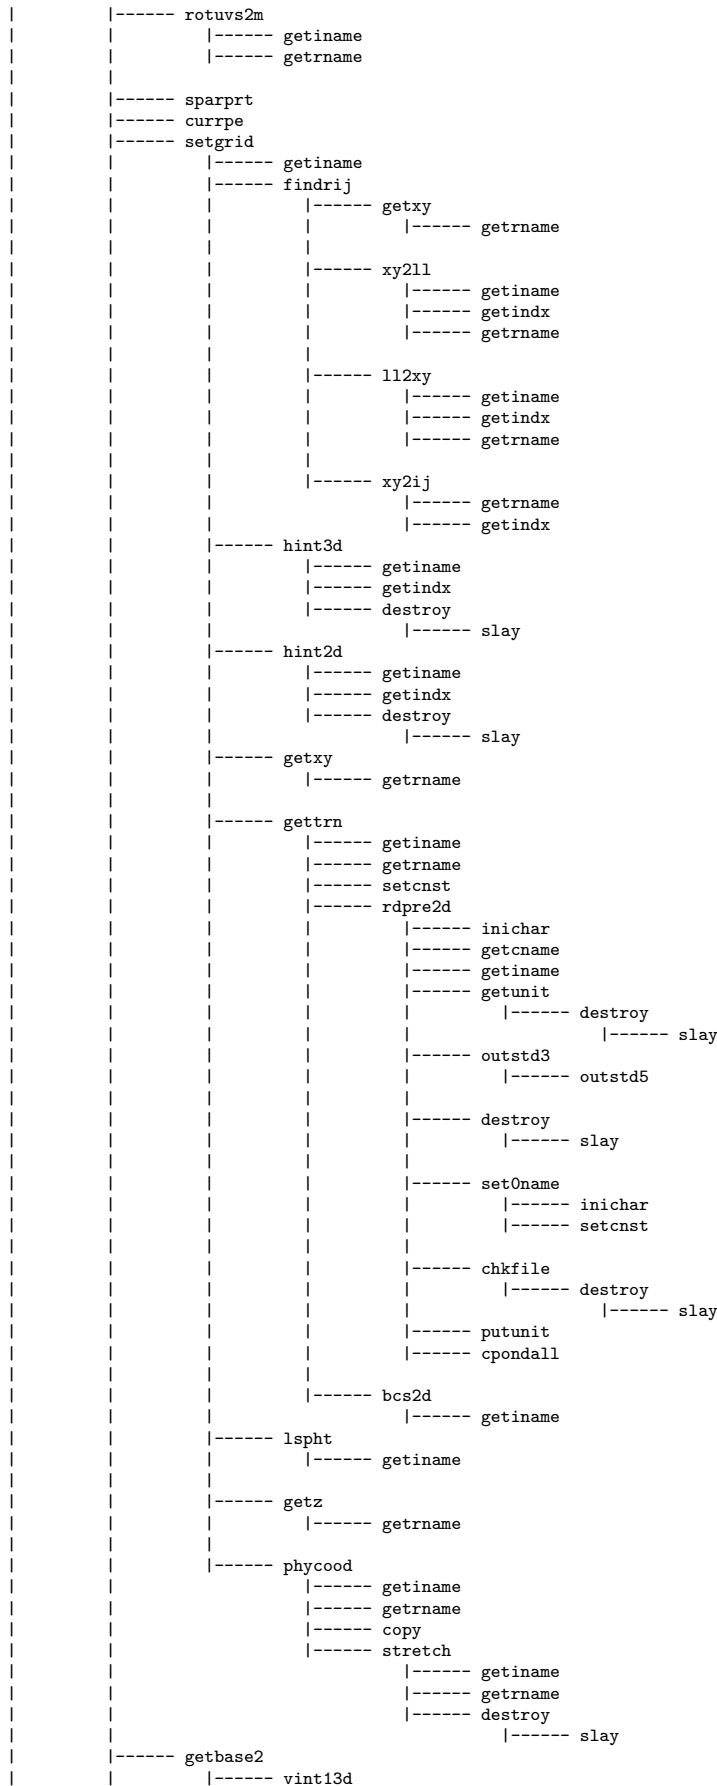 |           |------ rotuvs2m
|           |           |------ getiname
|           |           |------ getrname
|           |
|           |------ sparprt
|           |------ currpe
|           |------ setgrid
|           |           |------ getiname
|           |           |------ findrij
|           |           |           |------ getxy
|           |           |           |           |------ getrname
|           |           |           |
|           |           |           |------ xy2ll
|           |           |           |           |------ getiname
|           |           |           |           |------ getindx
|           |           |           |           |------ getrname
|           |           |           |
|           |           |           |------ ll2xy
|           |           |           |           |------ getiname
|           |           |           |           |------ getindx
|           |           |           |           |------ getrname
|           |           |           |
|           |           |           |------ xy2ij
|           |           |                       |------ getrname
|           |           |                       |------ getindx
|           |           |------ hint3d
|           |           |           |------ getiname
|           |           |           |------ getindx
|           |           |           |------ destroy
|           |           |                       |------ slay
|           |           |------ hint2d
|           |           |           |------ getiname
|           |           |           |------ getindx
|           |           |           |------ destroy
|           |           |                       |------ slay
|           |           |------ getxy
|           |           |           |------ getrname
|           |           |
|           |           |------ gettrn
|           |           |           |------ getiname
|           |           |           |------ getrname
|           |           |           |------ setcnst
|           |           |           |------ rdpre2d
|           |           |           |           |------ inichar
|           |           |           |           |------ getcname
|           |           |           |           |------ getiname
|           |           |           |           |------ getunit
|           |           |           |           |           |------ destroy
|           |           |           |           |                       |------ slay
|           |           |           |           |------ outstd3
|           |           |           |           |           |------ outstd5
|           |           |           |           |
|           |           |           |           |------ destroy
|           |           |           |           |           |------ slay
|           |           |           |           |
|           |           |           |           |------ set0name
|           |           |           |           |           |------ inichar
|           |           |           |           |           |------ setcnst
|           |           |           |           |
|           |           |           |           |------ chkfile
|           |           |           |           |           |------ destroy
|           |           |           |           |                       |------ slay
|           |           |           |           |------ putunit
|           |           |           |           |------ cpondall
|           |           |           |
|           |           |           |------ bcs2d
|           |           |                       |------ getiname
|           |           |------ lspht
|           |           |           |------ getiname
|           |           |
|           |           |------ getz
|           |           |           |------ getrname
|           |           |
|           |           |------ phycood
|           |                       |------ getiname
|           |                       |------ getrname
|           |                       |------ copy
|           |                       |------ stretch
|           |                                   |------ getiname
|           |                                   |------ getrname
|           |                                   |------ destroy
|           |                                               |------ slay
|           |------ getbase2
|           |           |------ vint13d